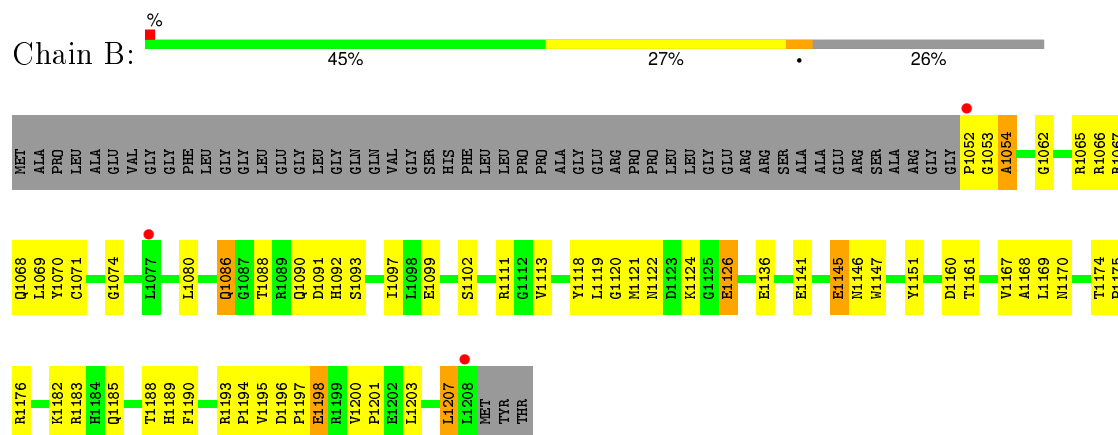 %
Chain B:
45% 27% • 26%
MET ALA PRO LEU ALA GLU VAL GLY GLY PHE LEU GLY GLY LEU GLU GLY LEU GLY GLN GLN VAL GLY SER HIS PHE LEU LEU PRO PRO ALA GLY GLU ARG PRO PRO LEU LEU GLY GLU ARG ARG SER ALA ALA GLU ARG SER ALA ARG GLY GLY P1052 G1053 A1054 G1062 R1065 R1066 R1067
Q1068 L1069 Y1070 C1071 G1074 L1077 L1080 Q1086 G1087 T1088 R1089 Q1090 D1091 H1092 S1093 I1097 L1098 E1099 S1102 R1111 G1112 V1113 Y1118 L1119 G1120 M1121 N1122 D1123 K1124 G1125 E1126 E1136 E1141 E1145 N1146 W1147 Y1151 D1160 T1161 V1167 A1168 L1169 N1170 T1174 P1175
R1176 K1182 R1183 H1184 Q1185 T1188 H1189 F1190 R1193 P1194 V1195 D1196 P1197 E1198 R1199 V1200 P1201 E1202 L1203 L1207 L1208 MET TYR THR